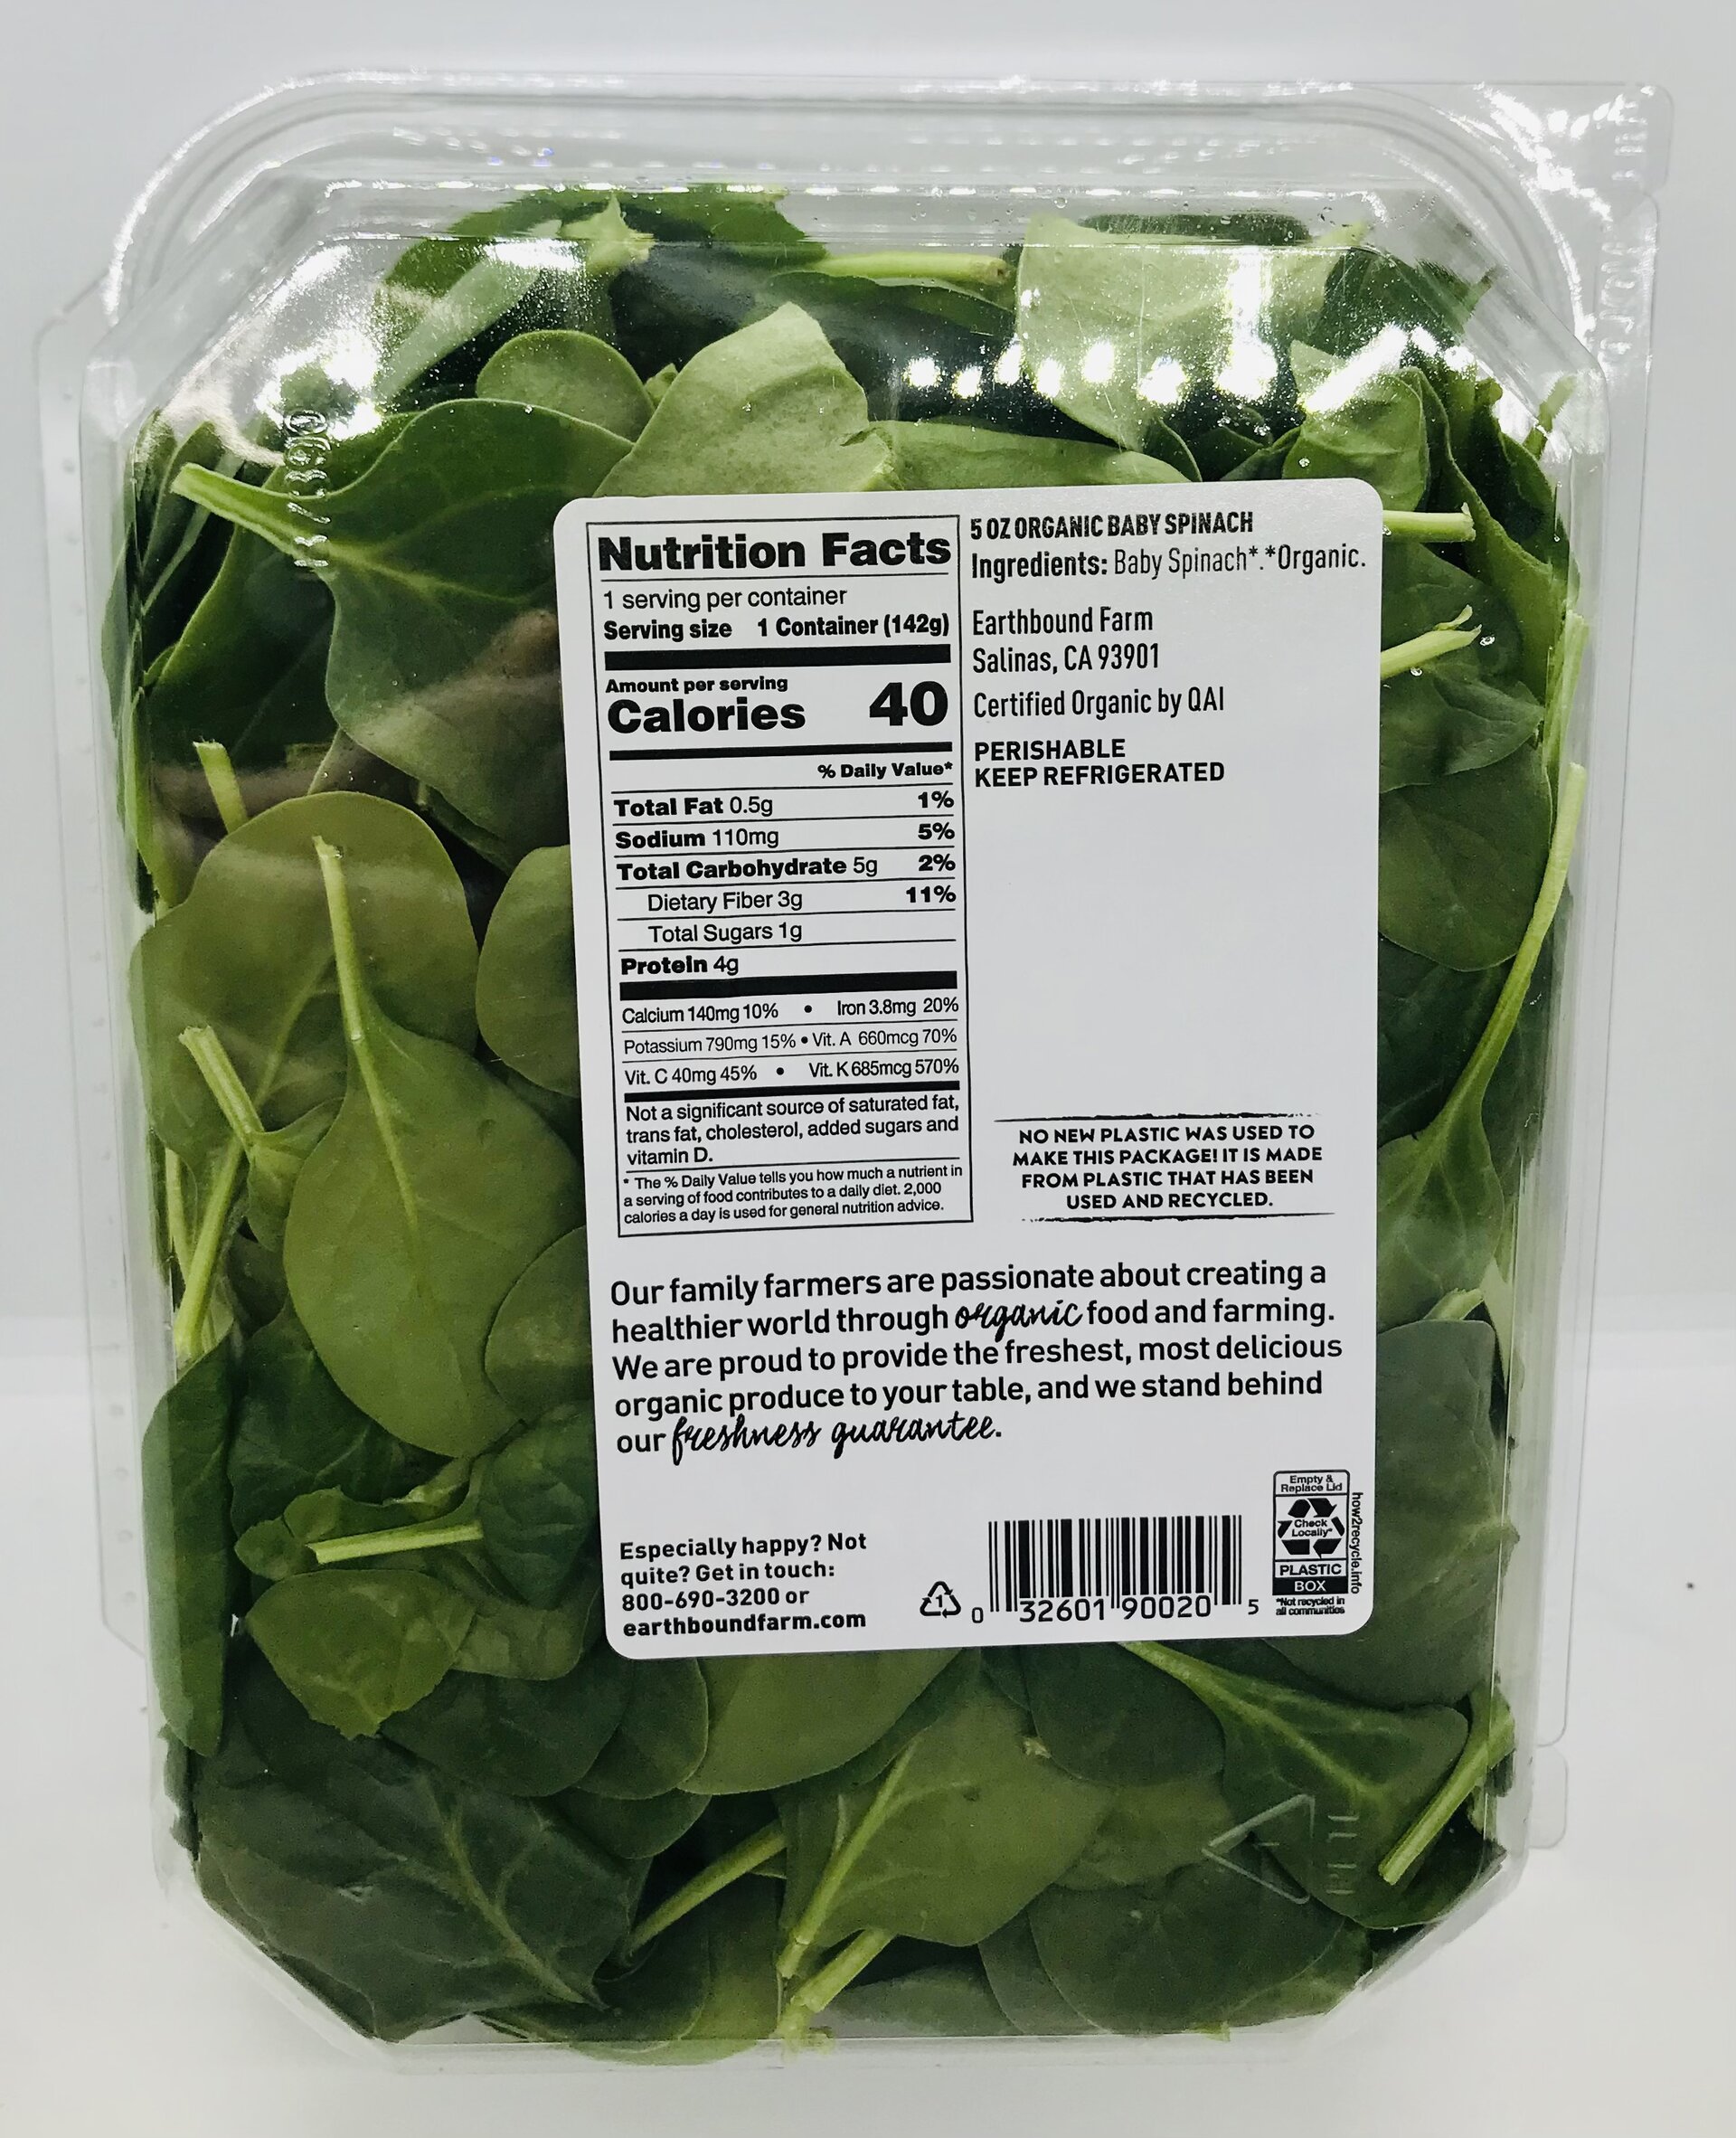 Nutrition Facts
1 serving per container
Serving size 1 Container (142g)
Amount per serving
Calories 40
% Daily Value*
Total Fat 0.5g 1%
Sodium 110mg 5%
Total Carbohydrate 5g 2%
Dietary Fiber 3g 11%
Total Sugars 1g
Protein 4g
Calcium 140mg 10% • Iron 3.8mg 20%
Potassium 790mg 15% • Vit. A 660mcg 70%
Vit. C 40mg 45% • Vit. K 685mcg 570%
Not a significant source of saturated fat,
trans fat, cholesterol, added sugars and
vitamin D.
* The % Daily Value tells you how much a nutrient in
a serving of food contributes to a daily diet. 2,000
calories a day is used for general nutrition advice.
5 OZ ORGANIC BABY SPINACH
Ingredients: Baby Spinach*.*Organic.
Earthbound Farm
Salinas, CA 93901
Certified Organic by QAI
PERISHABLE
KEEP REFRIGERATED
NO NEW PLASTIC WAS USED TO
MAKE THIS PACKAGE! IT IS MADE
FROM PLASTIC THAT HAS BEEN
USED AND RECYCLED.
Our family farmers are passionate about creating a
healthier world through organic food and farming.
We are proud to provide the freshest, most delicious
organic produce to your table, and we stand behind
our freshness guarantee.
Especially happy? Not
quite? Get in touch:
800-690-3200 or
earthboundfarm.com
1
0 32601 90020 5
Empty &
Replace Lid
Check
Locally*
PLASTIC
BOX
*Not recycled in
all communities
how2recycle.info